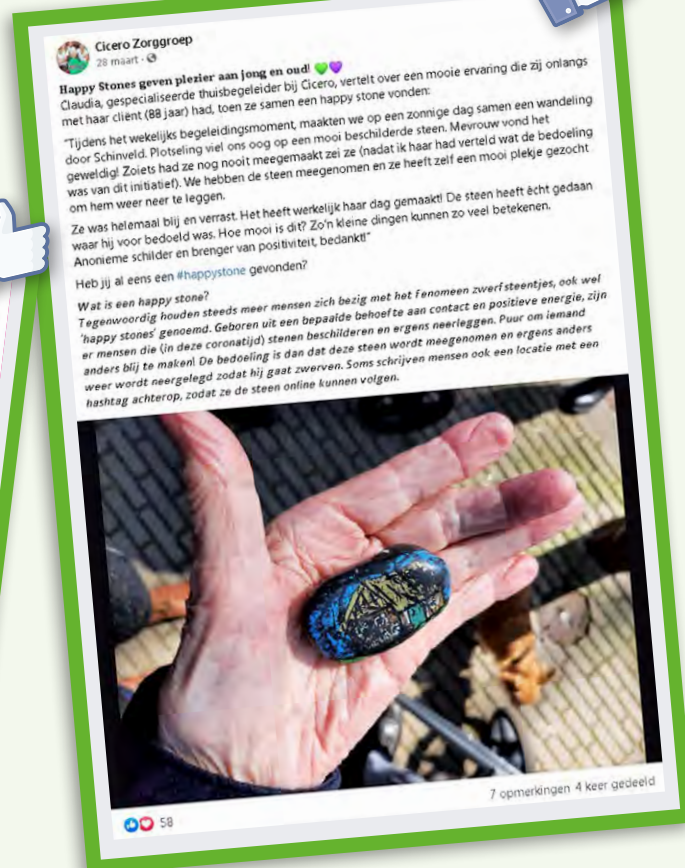 Cicero Zorggroep
28 maart ·
Happy Stones geven plezier aan jong en oud! 💚💜
Claudia, gespecialiseerde thuisbegeleider bij Cicero, vertelt over een mooie ervaring die zij onlangs
met haar cliënt (88 jaar) had, toen ze samen een happy stone vonden:
"Tijdens het wekelijks begeleidingsmoment, maakten we op een zonnige dag samen een wandeling
door Schinveld. Plotseling viel ons oog op een mooi beschilderde steen. Mevrouw vond het
geweldig! Zoiets had ze nog nooit meegemaakt zei ze (nadat ik haar had verteld wat de bedoeling
was van dit initiatief). We hebben de steen meegenomen en ze heeft zelf een mooi plekje gezocht
om hem weer neer te leggen.
Ze was helemaal blij en verrast. Het heeft werkelijk haar dag gemaakt! De steen heeft ècht gedaan
waar hij voor bedoeld was. Hoe mooi is dit? Zo'n kleine dingen kunnen zo veel betekenen.
Anonieme schilder en brenger van positiviteit, bedankt!"
Heb jij al eens een #happystone gevonden?
Wat is een happy stone?
Tegenwoordig houden steeds meer mensen zich bezig met het fenomeen zwerfsteentjes, ook wel
'happy stones' genoemd. Geboren uit een bepaalde behoefte aan contact en positieve energie, zijn
er mensen die (in deze coronatijd) stenen beschilderen en ergens neerleggen. Puur om iemand
anders blij te maken! De bedoeling is dan dat deze steen wordt meegenomen en ergens anders
weer wordt neergelegd zodat hij gaat zwerven. Soms schrijven mensen ook een locatie met een
hashtag achterop, zodat ze de steen online kunnen volgen.
58
7 opmerkingen 4 keer gedeeld